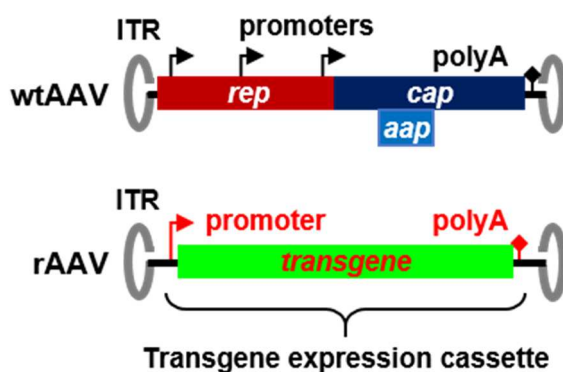 ITR promoters polyA
wtAAV rep cap
aap
ITR promoter polyA
rAAV transgene
Transgene expression cassette